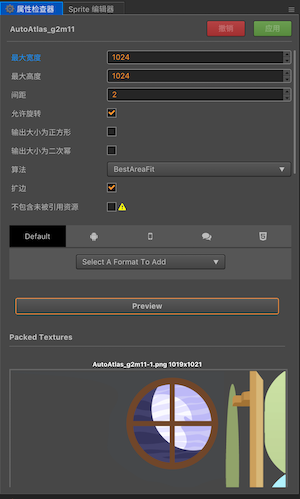 属性检查器 Sprite 编辑器
AutoAtlas_g2m11 撤销 应用
最大宽度 1024
最大高度 1024
间距 2
允许旋转
输出大小为正方形
输出大小为二次幂
算法 BestAreaFit
扩边
不包含未被引用资源
Default
Select A Format To Add
Preview
Packed Textures
AutoAtlas_g2m11-1.png 1019x1021